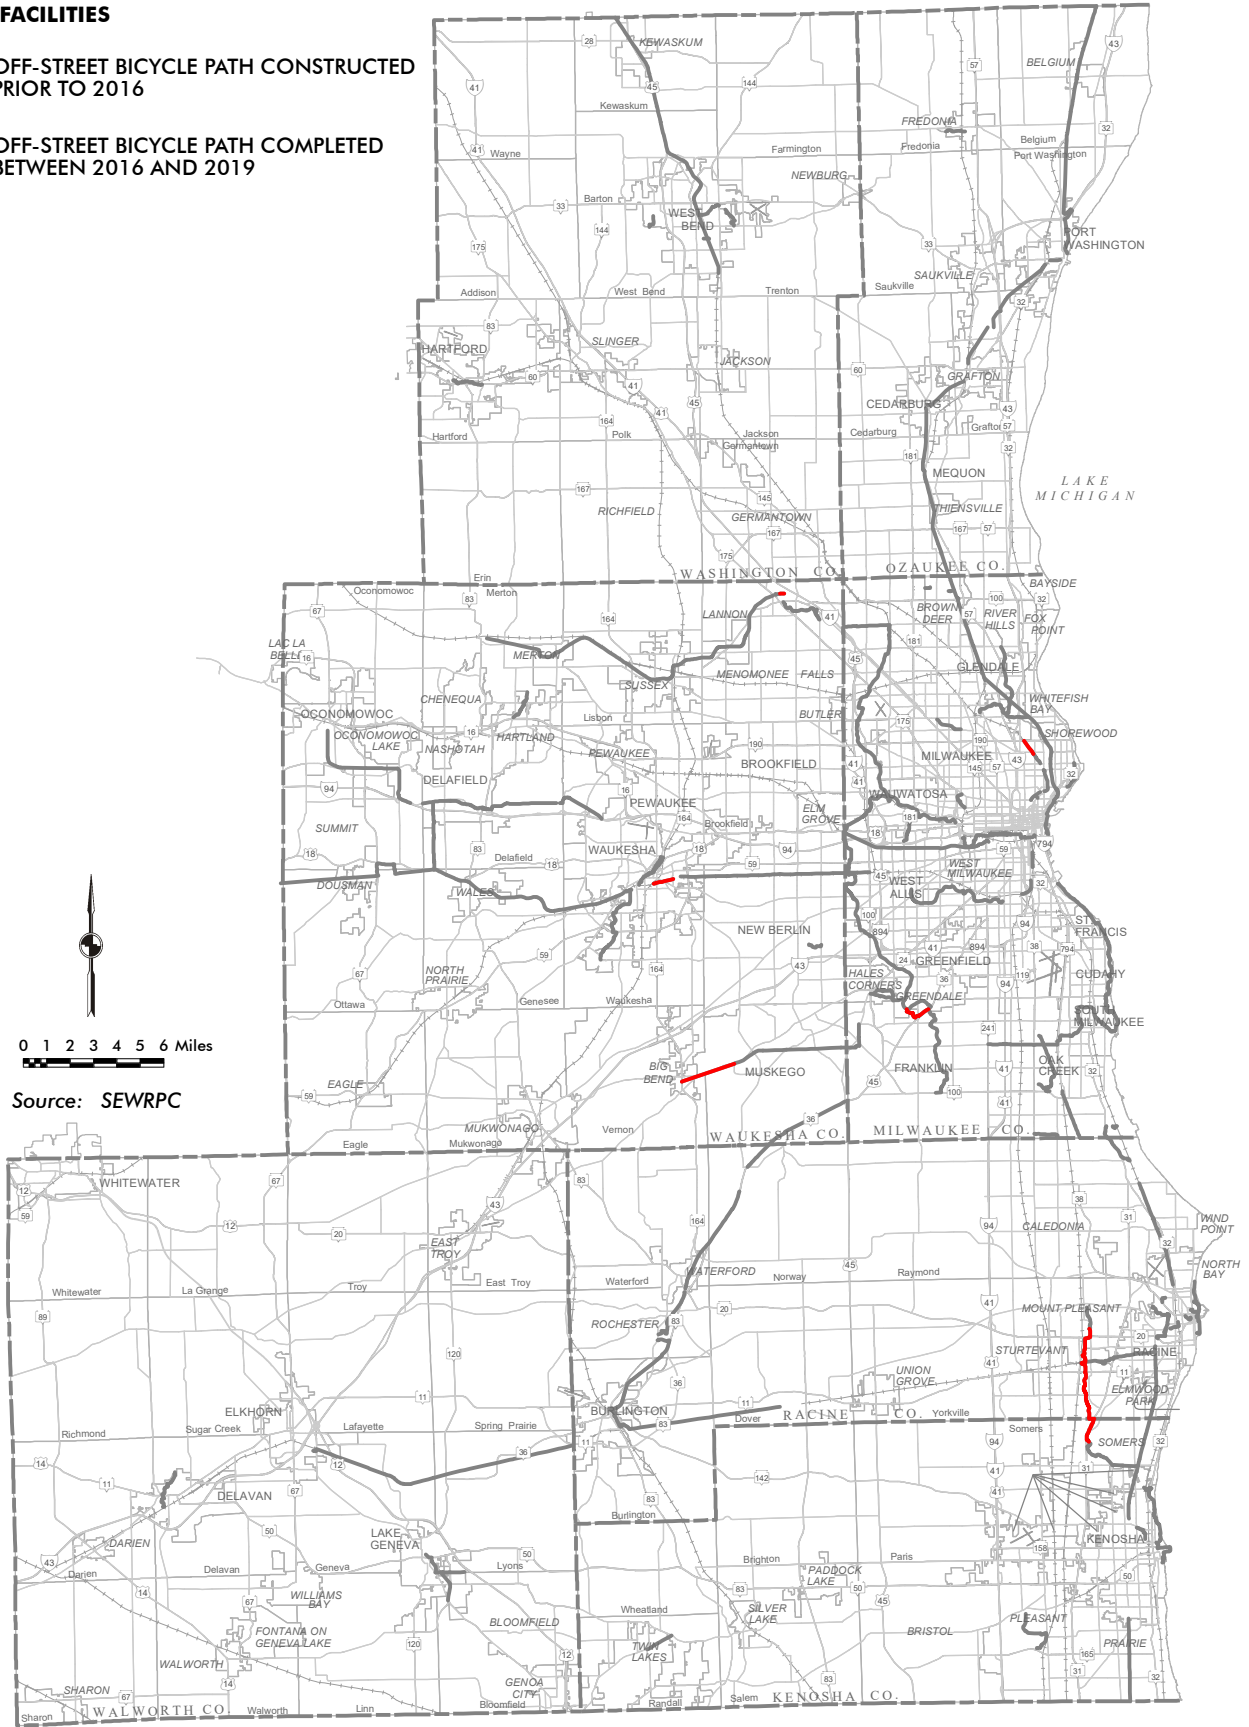 FACILITIES
OFF-STREET BICYCLE PATH CONSTRUCTED
PRIOR TO 2016
OFF-STREET BICYCLE PATH COMPLETED
BETWEEN 2016 AND 2019
KEWASKUM
Kewaskum
BELGIUM
FREDONIA
Wayne
Farmington
Fredonia
Belgium
Port Washington
NEWBURG
Barton
WEST
BEND
PORT
WASHINGTON
SAUKVILLE
Addison
West Bend
Trenton
Saukville
HARTFORD
SLINGER
JACKSON
GRAFTON
CEDARBURG
Hartford
Polk
Jackson
Germantown
Cedarburg
Grafton
MEQUON
LAKE
MICHIGAN
RICHFIELD
GERMANTOWN
THIENSVILLE
WASHINGTON CO.
OZAUKEE CO.
Erin
Oconomowoc
Merton
BAYSIDE
LANNON
BROWN
DEER
RIVER
HILLS
FOX
POINT
LAC LA
BELLE
MERTON
GLENDALE
SUSSEX
MENOMONEE FALLS
CHENEQUA
WHITEFISH
BAY
OCONOMOWOC
Lisbon
BUTLER
SHOREWOOD
OCONOMOWOC
LAKE
NASHOTAH
HARTLAND
PEWAUKEE
BROOKFIELD
MILWAUKEE
DELAFIELD
PEWAUKEE
WAUWATOSA
ELM
GROVE
SUMMIT
Brookfield
WAUKESHA
Delafield
WEST
MILWAUKEE
DOUSMAN
WALES
WEST
ALLIS
NEW BERLIN
ST.
FRANCIS
GREENFIELD
NORTH
PRAIRIE
HALES
CORNERS
CUDAHY
GREENDALE
Ottawa
Genesee
Waukesha
SOUTH
MILWAUKEE
0 1 2 3 4 5 6 Miles
BIG
BEND
MUSKEGO
FRANKLIN
OAK
CREEK
EAGLE
Source: SEWRPC
MUKWONAGO
Vernon
Eagle
Mukwonago
WAUKESHA CO.
MILWAUKEE CO.
WHITEWATER
CALEDONIA
WIND
POINT
EAST
TROY
NORTH
BAY
WATERFORD
Whitewater
La Grange
Troy
East Troy
Waterford
Norway
Raymond
ROCHESTER
MOUNT PLEASANT
STURTEVANT
RACINE
UNION
GROVE
ELMWOOD
PARK
ELKHORN
BURLINGTON
Richmond
Sugar Creek
Lafayette
Spring Prairie
Dover
RACINE CO.
Yorkville
Somers
SOMERS
DELAVAN
Burlington
DARIEN
LAKE
GENEVA
KENOSHA
Darien
Delavan
Geneva
Lyons
Brighton
Paris
PADDOCK
LAKE
WILLIAMS
BAY
Wheatland
SILVER
LAKE
BLOOMFIELD
BRISTOL
PLEASANT
PRAIRIE
FONTANA ON
GENEVA LAKE
TWIN
LAKES
WALWORTH
GENOA
CITY
SHARON
Sharon
WALWORTH CO.
Walworth
Linn
Bloomfield
Randall
Salem
KENOSHA CO.